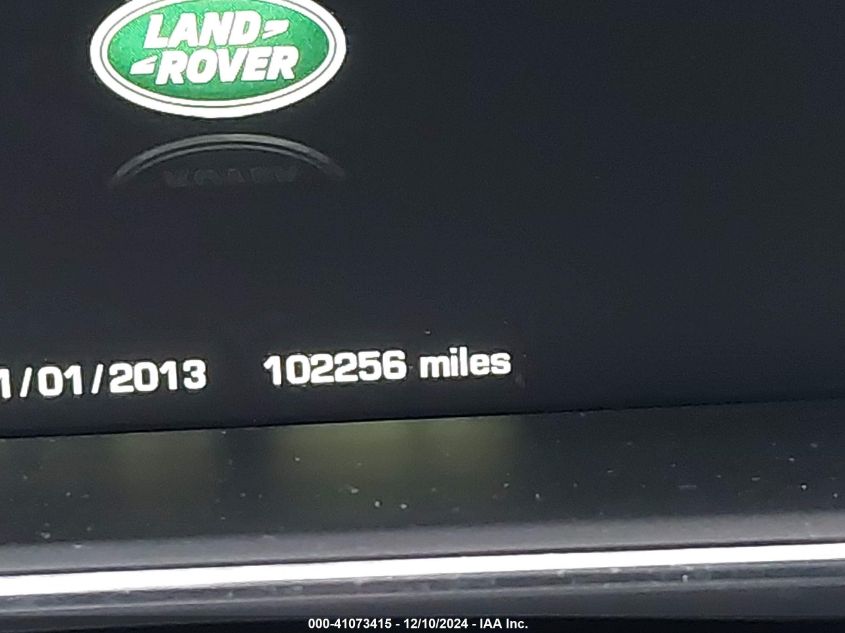 LAND
ROVER
1/01/2013 102256 miles
000-41073415 - 12/10/2024 - IAA Inc.